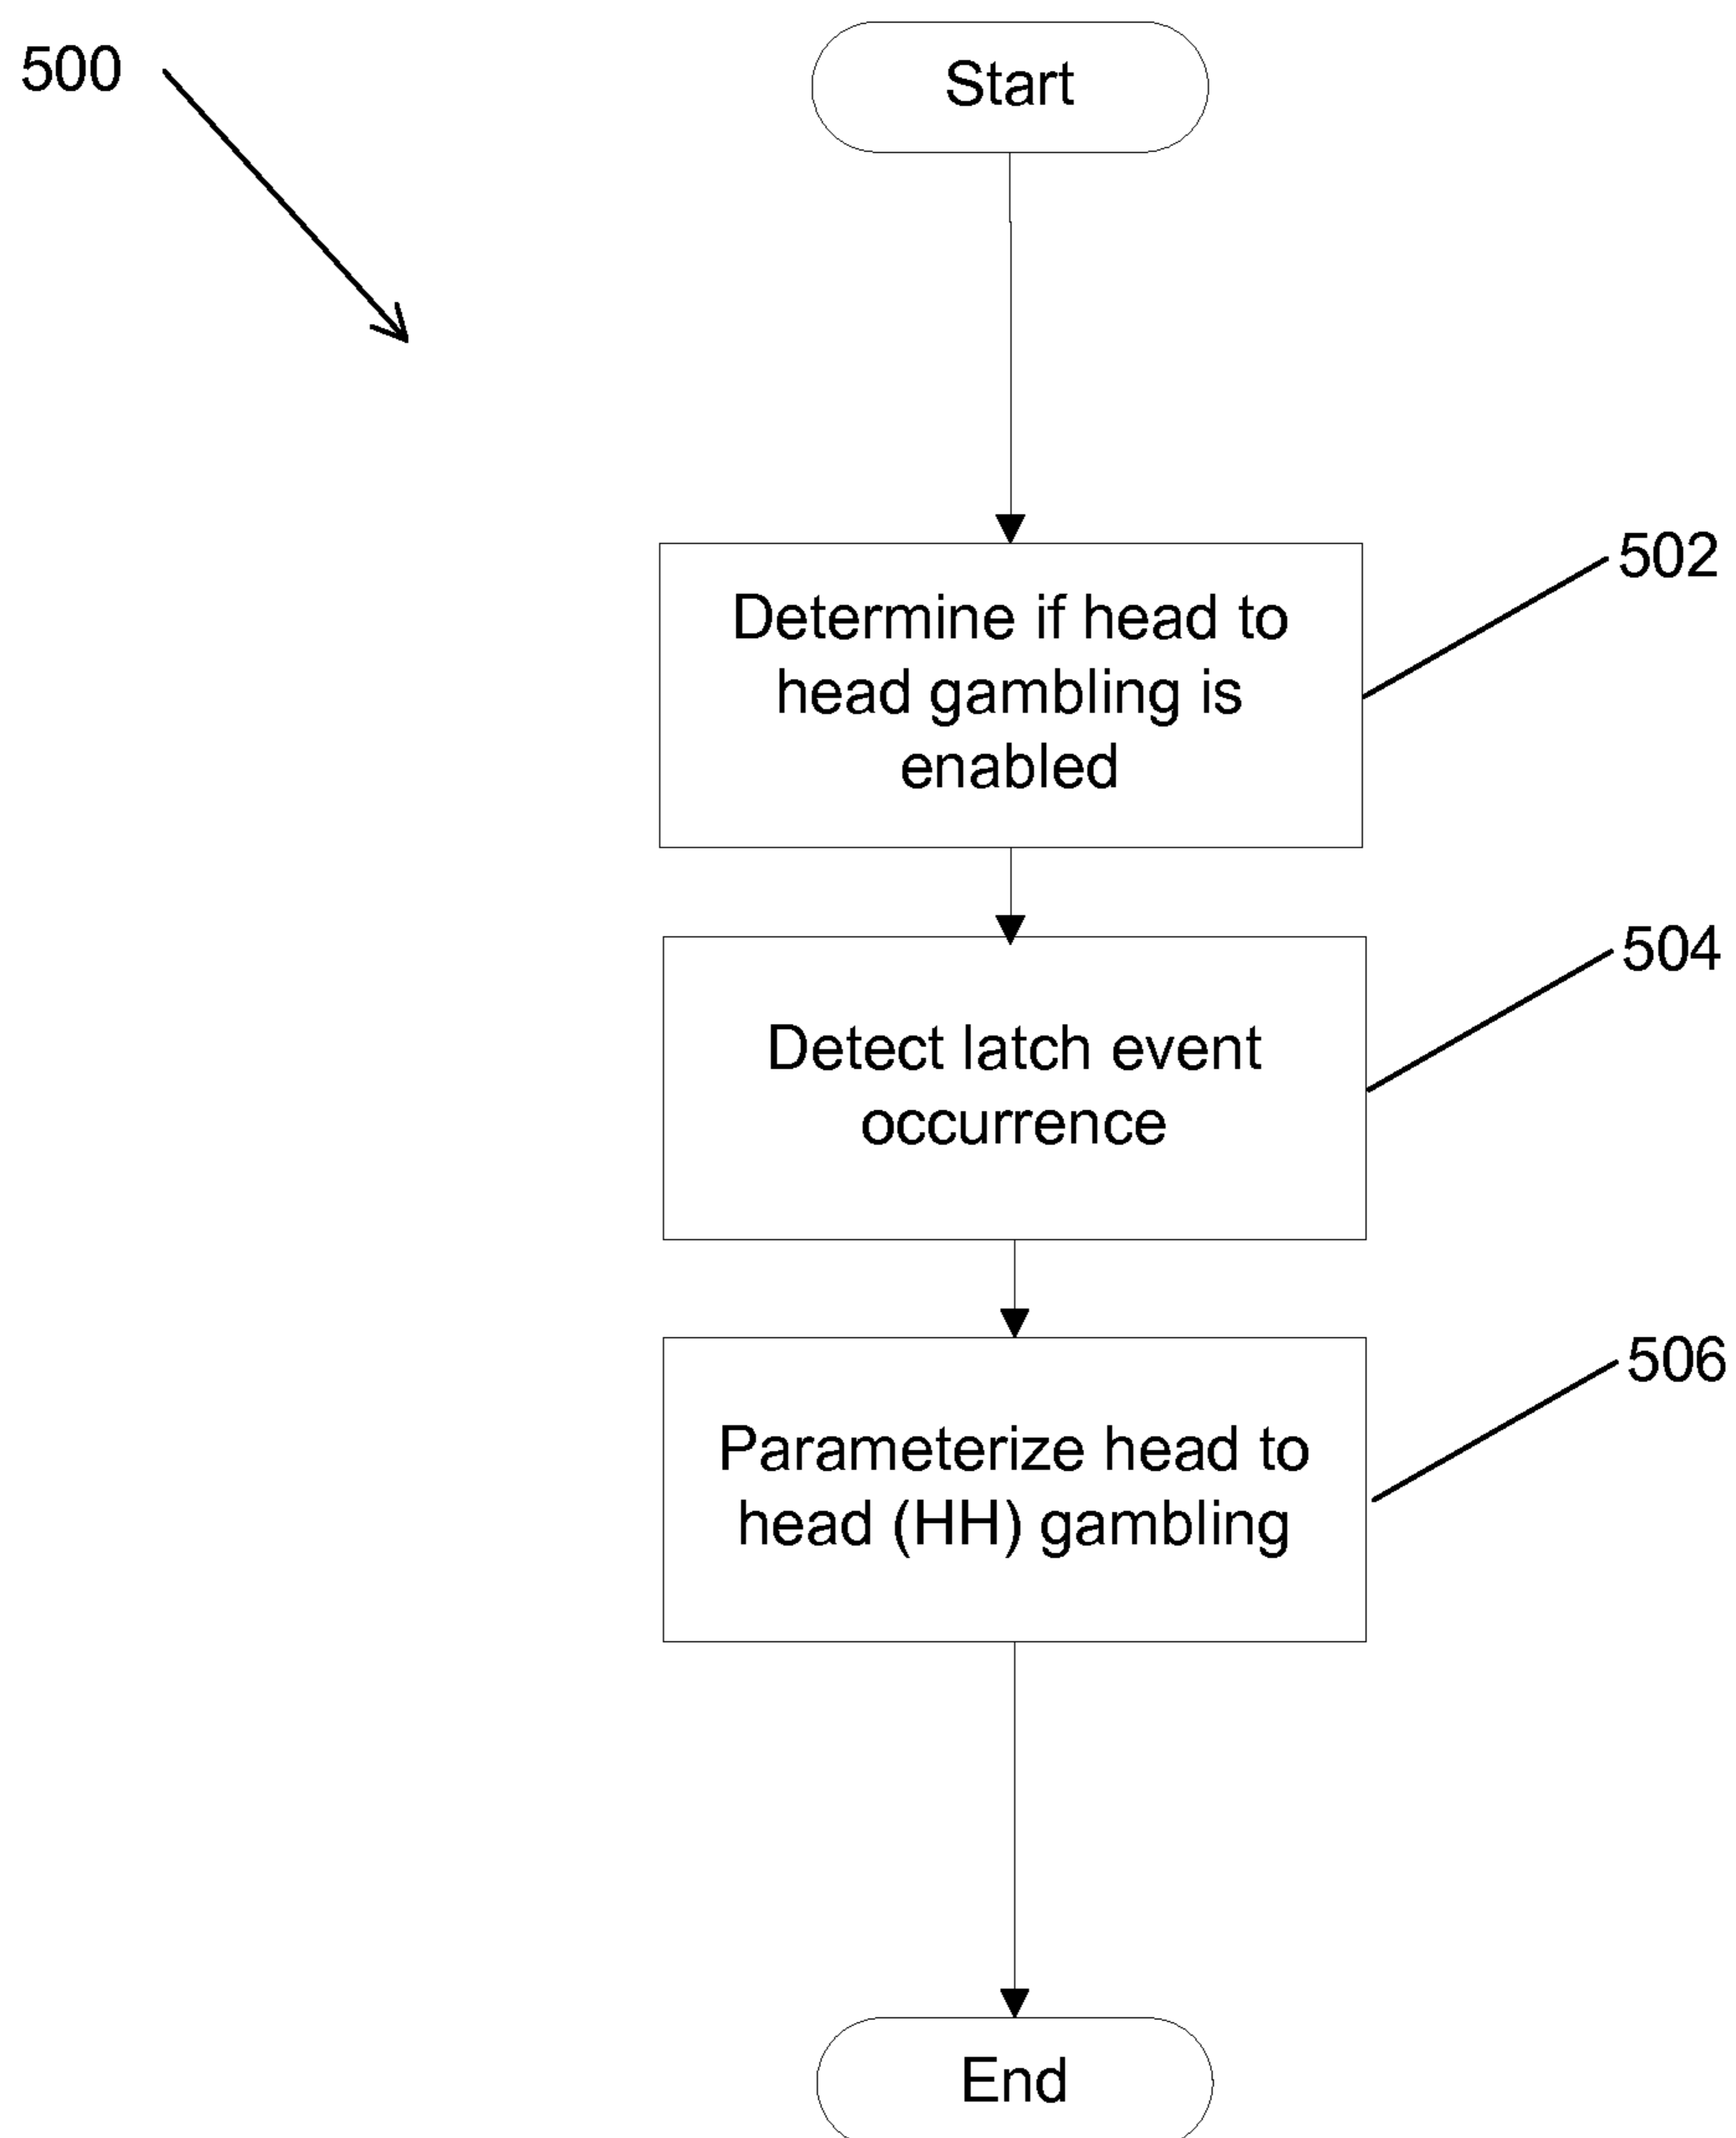 500
Start
Determine if head to
head gambling is
enabled
502
Detect latch event
occurrence
504
Parameterize head to
head (HH) gambling
506
End